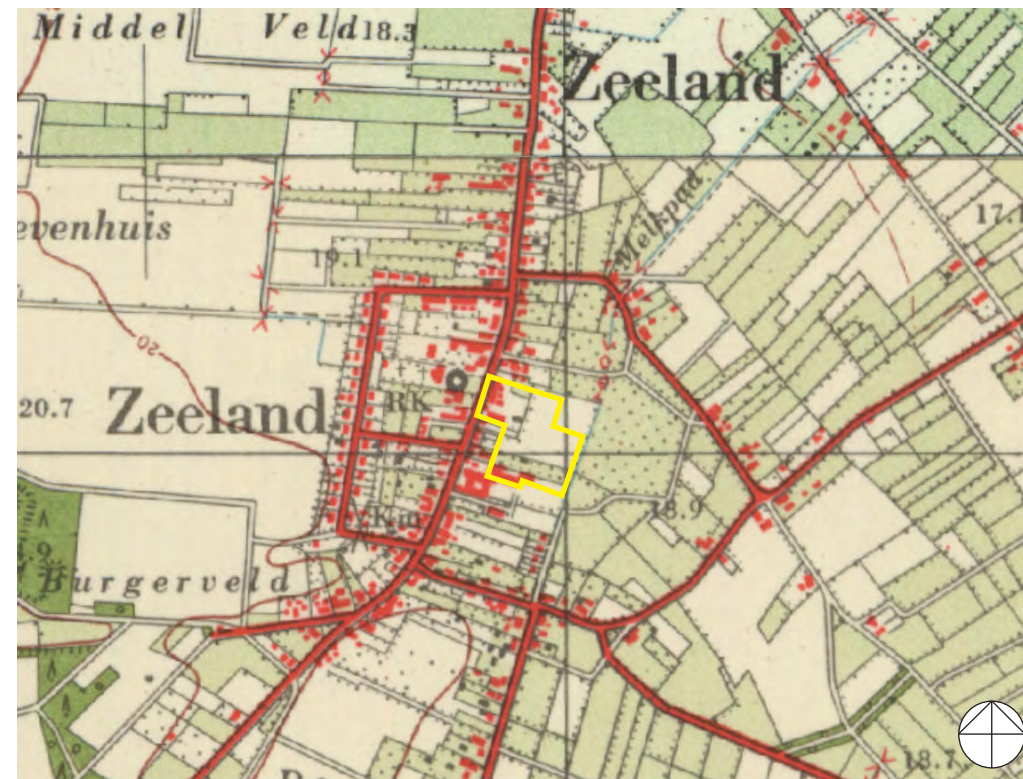 Middel Veld 18.3
Zeeland
Melkpad
evenhuis
17.1
19.1
20
20.7
Zeeland
RK
18.9
Burgerveld
18.7